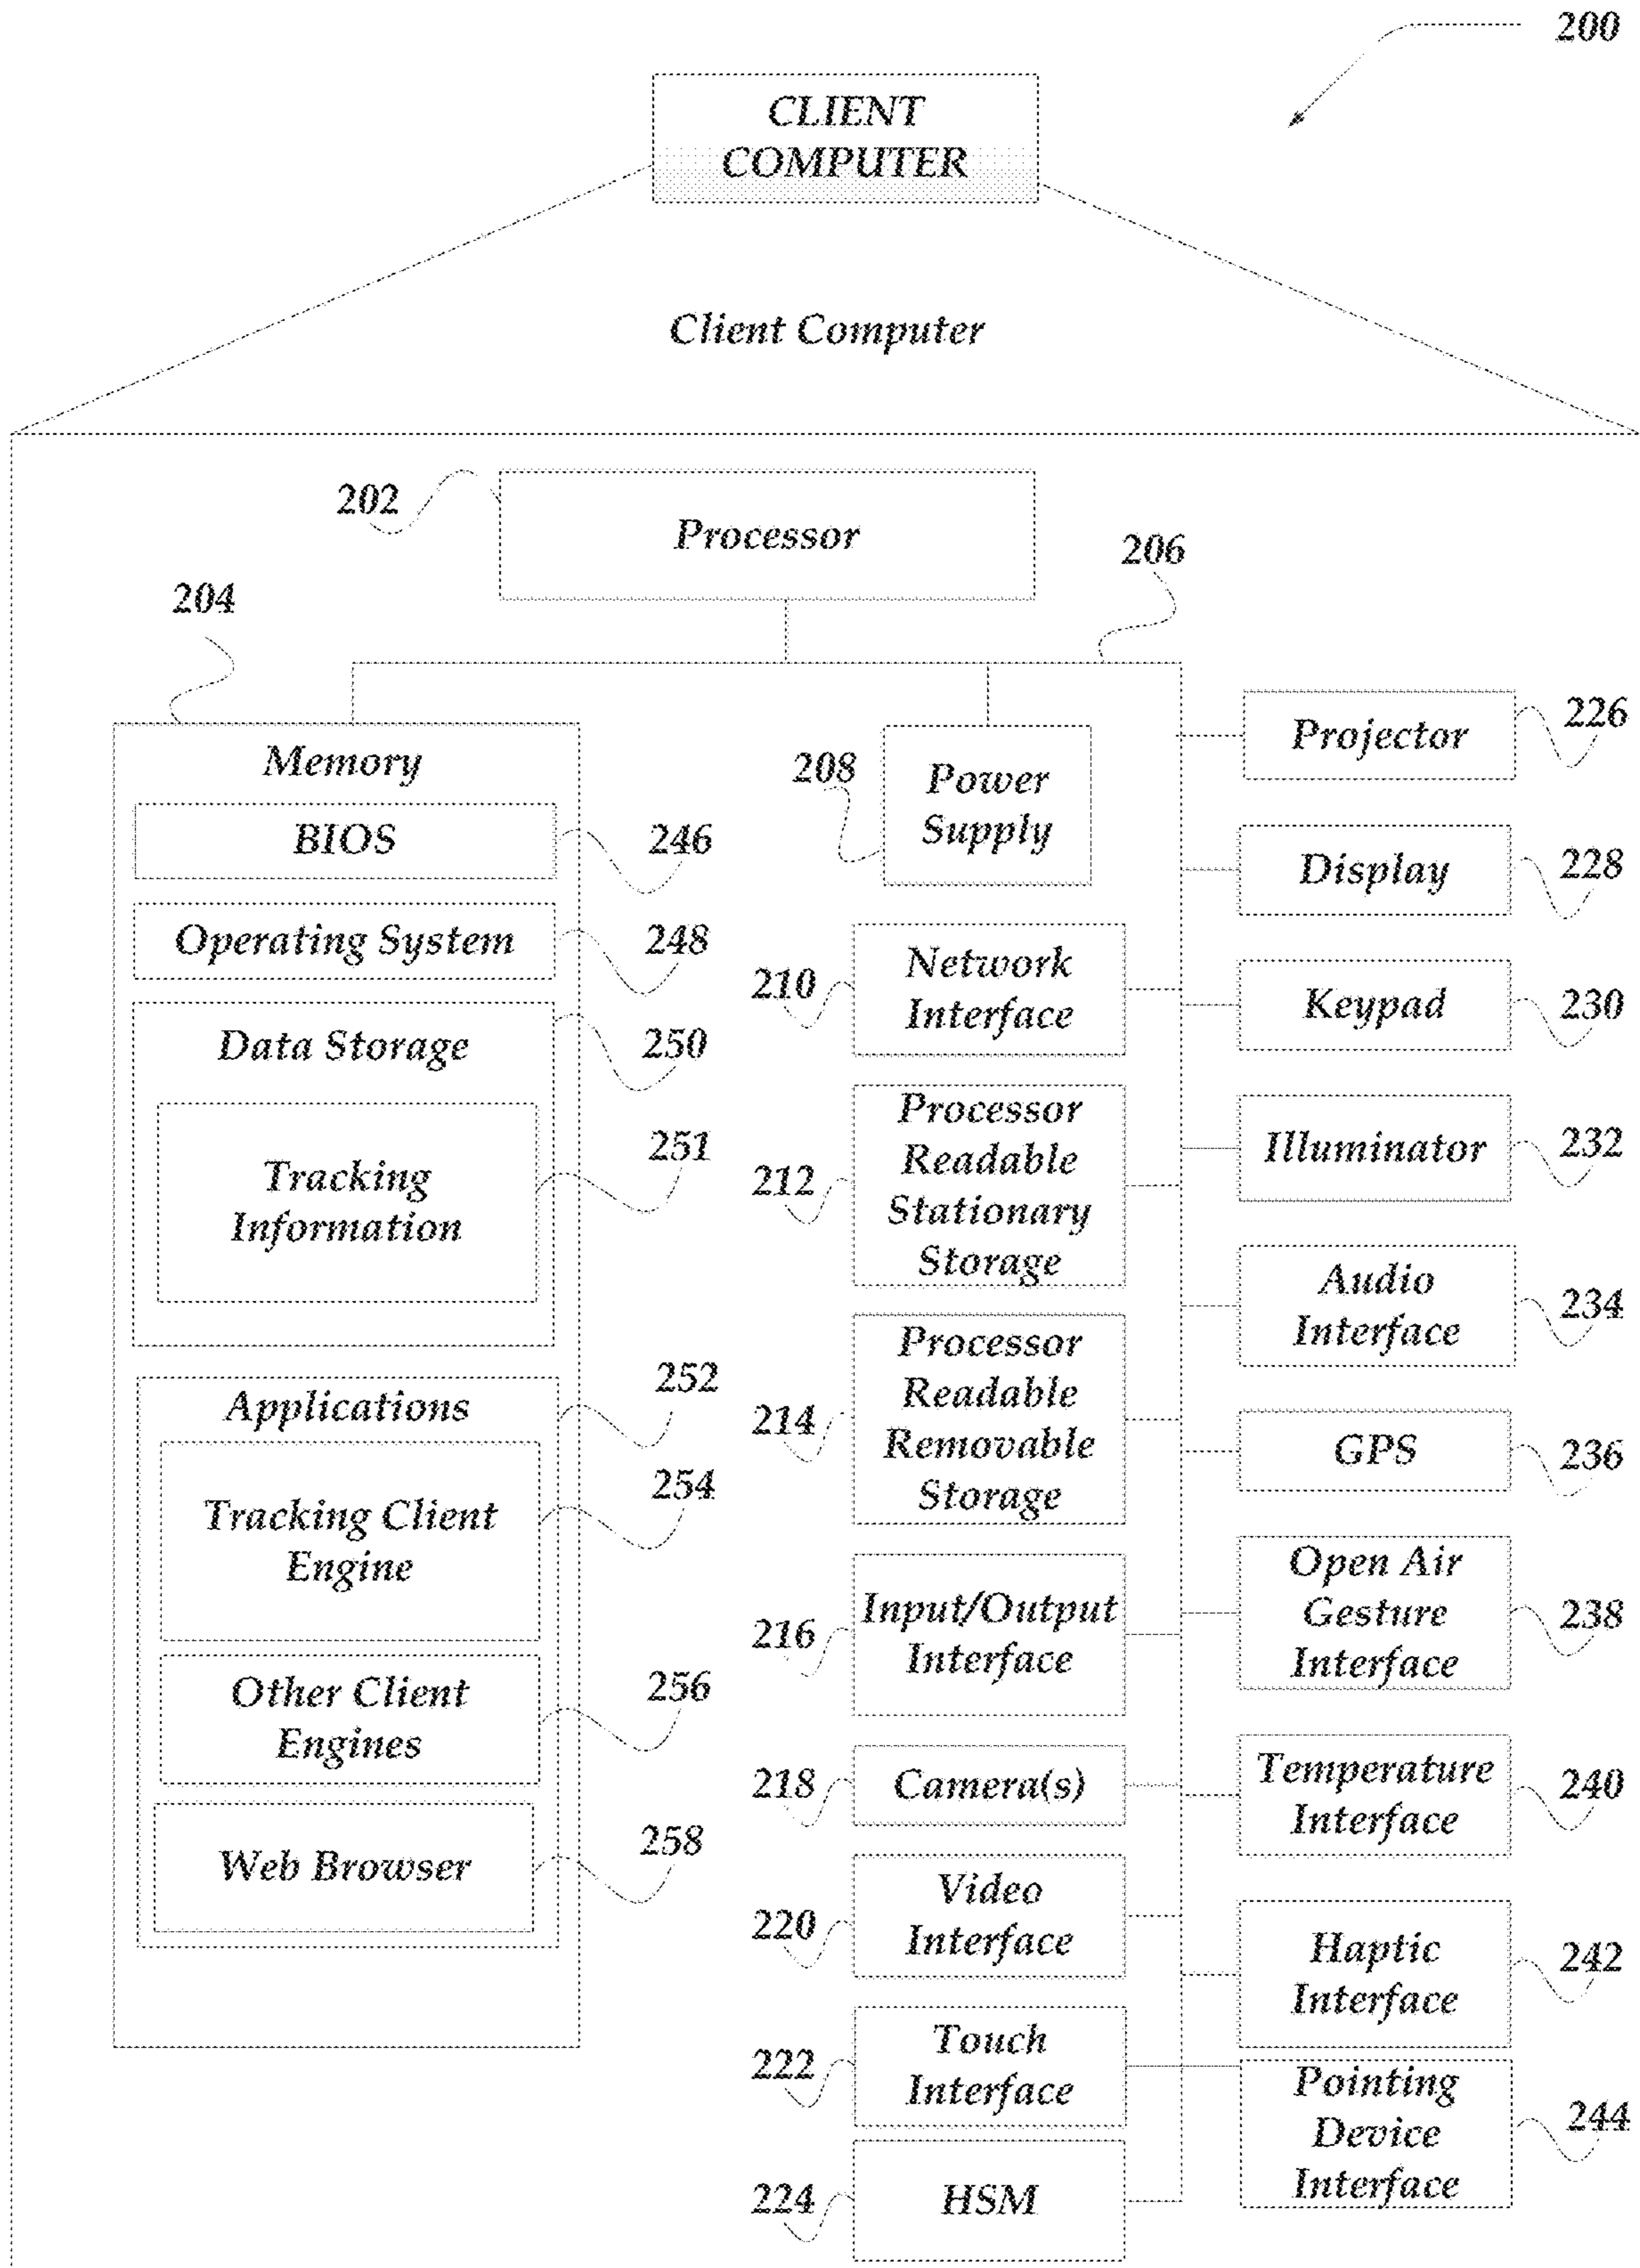 200
CLIENT
COMPUTER
Client Computer
202
Processor
206
204
Memory
BIOS
246
Operating System
248
Data Storage
250
Tracking
Information
251
Applications
252
Tracking Client
Engine
254
Other Client
Engines
256
Web Browser
258
208
Power
Supply
210
Network
Interface
212
Processor
Readable
Stationary
Storage
214
Processor
Readable
Removable
Storage
216
Input/Output
Interface
218
Camera(s)
220
Video
Interface
222
Touch
Interface
224
HSM
Projector
226
Display
228
Keypad
230
Illuminator
232
Audio
Interface
234
GPS
236
Open Air
Gesture
Interface
238
Temperature
Interface
240
Haptic
Interface
242
Pointing
Device
Interface
244